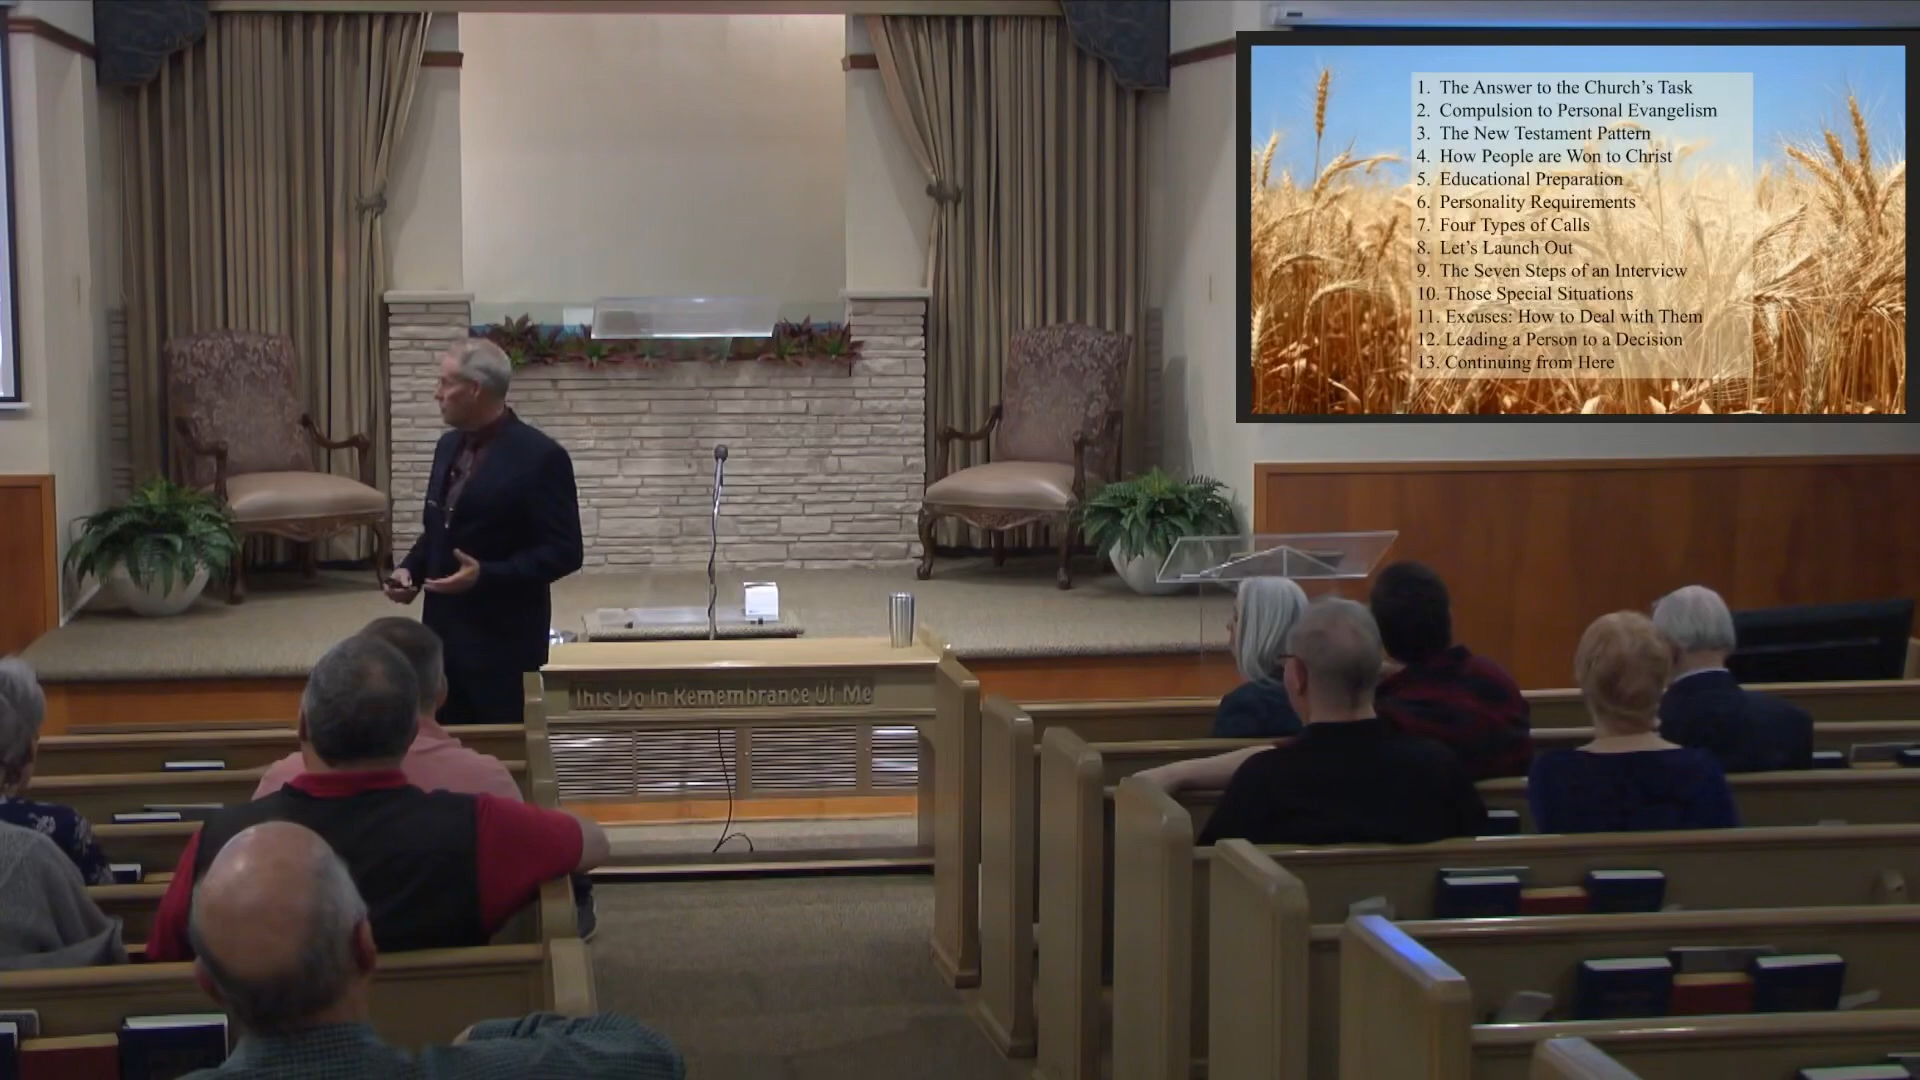 1. The Answer to the Church's Task
2. Compulsion to Personal Evangelism
3. The New Testament Pattern
4. How People are Won to Christ
5. Educational Preparation
6. Personality Requirements
7. Four Types of Calls
8. Let's Launch Out
9. The Seven Steps of an Interview
10. Those Special Situations
11. Excuses: How to Deal with Them
12. Leading a Person to a Decision
13. Continuing from Here
This Do In Remembrance Of Me